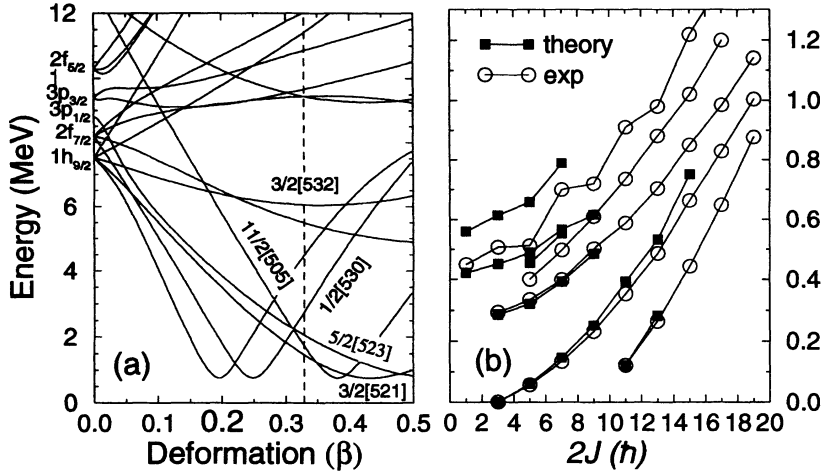 12
10
8
6
4
2
0
Energy (MeV)
2f5/2
1
3p3/2
3p1/2
2f7/2
1h9/2
3/2[532]
11/2[505]
1/2[530]
5/2[523]
3/2[521]
(a)
0.0 0.1 0.2 0.3 0.4 0.5
Deformation (β)
theory
exp
(b)
1.2
1.0
0.8
0.6
0.4
0.2
0.0
0 2 4 6 8 10 12 14 16 18 20
2J (ħ)